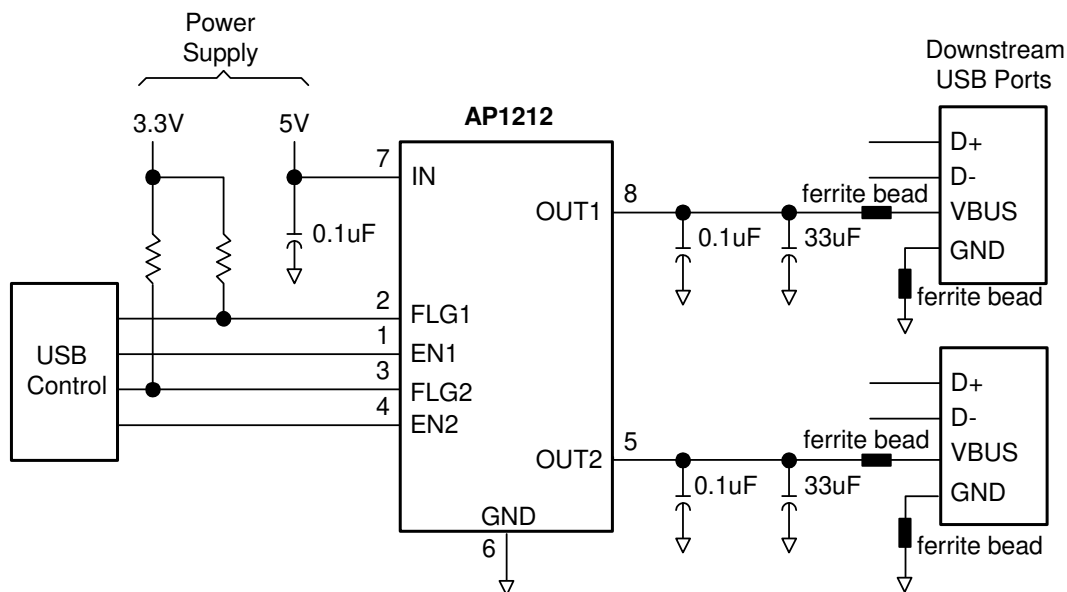 Power
Supply
3.3V
5V
AP1212
Downstream
USB Ports
7
IN
0.1uF
OUT1
8
0.1uF
33uF
ferrite bead
D+
D-
VBUS
GND
ferrite bead
USB
Control
2
FLG1
1
EN1
3
FLG2
4
EN2
OUT2
5
0.1uF
33uF
ferrite bead
D+
D-
VBUS
GND
ferrite bead
GND
6